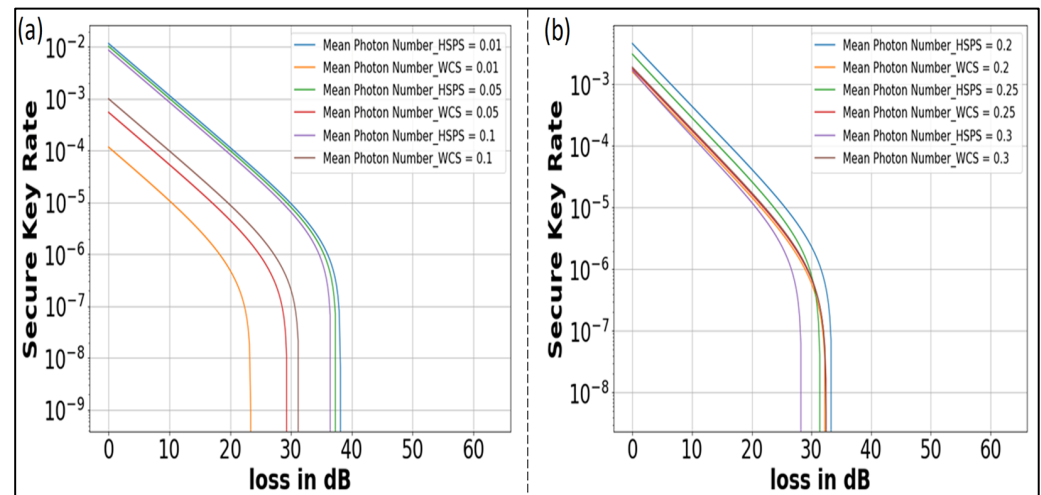 (a)
Secure Key Rate
10⁻²
10⁻³
10⁻⁴
10⁻⁵
10⁻⁶
10⁻⁷
10⁻⁸
10⁻⁹
Mean Photon Number_HSPS = 0.01
Mean Photon Number_WCS = 0.01
Mean Photon Number_HSPS = 0.05
Mean Photon Number_WCS = 0.05
Mean Photon Number_HSPS = 0.1
Mean Photon Number_WCS = 0.1
0 10 20 30 40 50 60
loss in dB
(b)
Secure Key Rate
10⁻³
10⁻⁴
10⁻⁵
10⁻⁶
10⁻⁷
10⁻⁸
Mean Photon Number_HSPS = 0.2
Mean Photon Number_WCS = 0.2
Mean Photon Number_HSPS = 0.25
Mean Photon Number_WCS = 0.25
Mean Photon Number_HSPS = 0.3
Mean Photon Number_WCS = 0.3
0 10 20 30 40 50 60
loss in dB